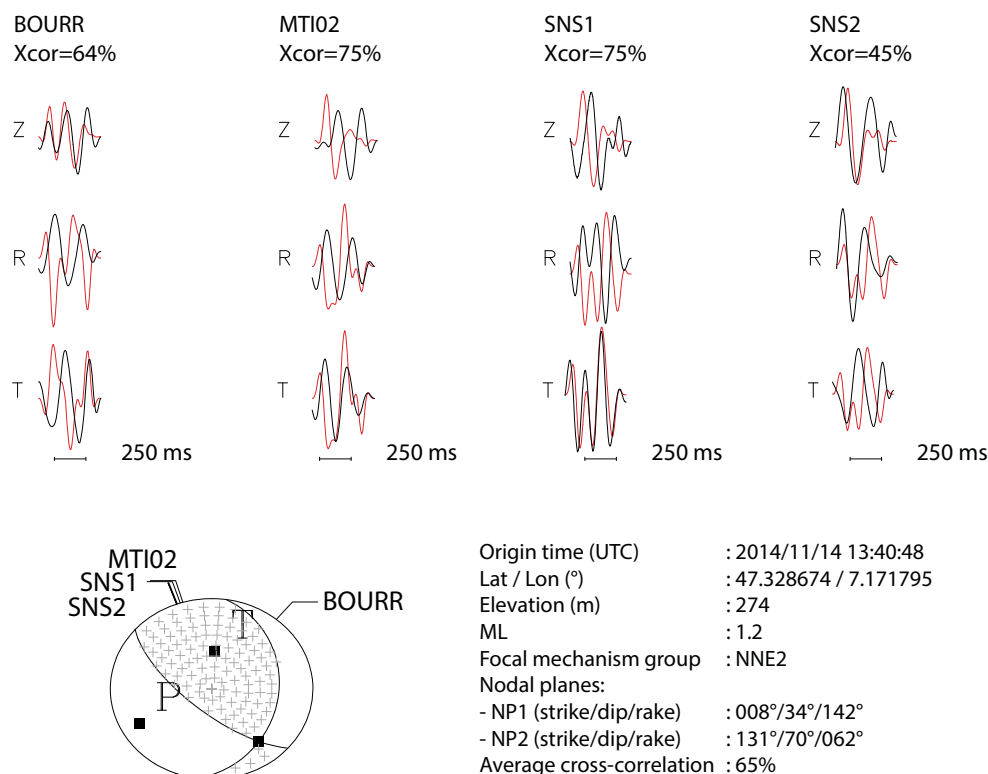 BOURR
Xcor=64%
MTI02
Xcor=75%
SNS1
Xcor=75%
SNS2
Xcor=45%
Z
Z
Z
Z
R
R
R
R
T
T
T
T
250 ms
250 ms
250 ms
250 ms
MTI02
SNS1
SNS2
BOURR
T
P
Origin time (UTC) : 2014/11/14 13:40:48
Lat / Lon (°) : 47.328674 / 7.171795
Elevation (m) : 274
ML : 1.2
Focal mechanism group : NNE2
Nodal planes:
- NP1 (strike/dip/rake) : 008°/34°/142°
- NP2 (strike/dip/rake) : 131°/70°/062°
Average cross-correlation : 65%